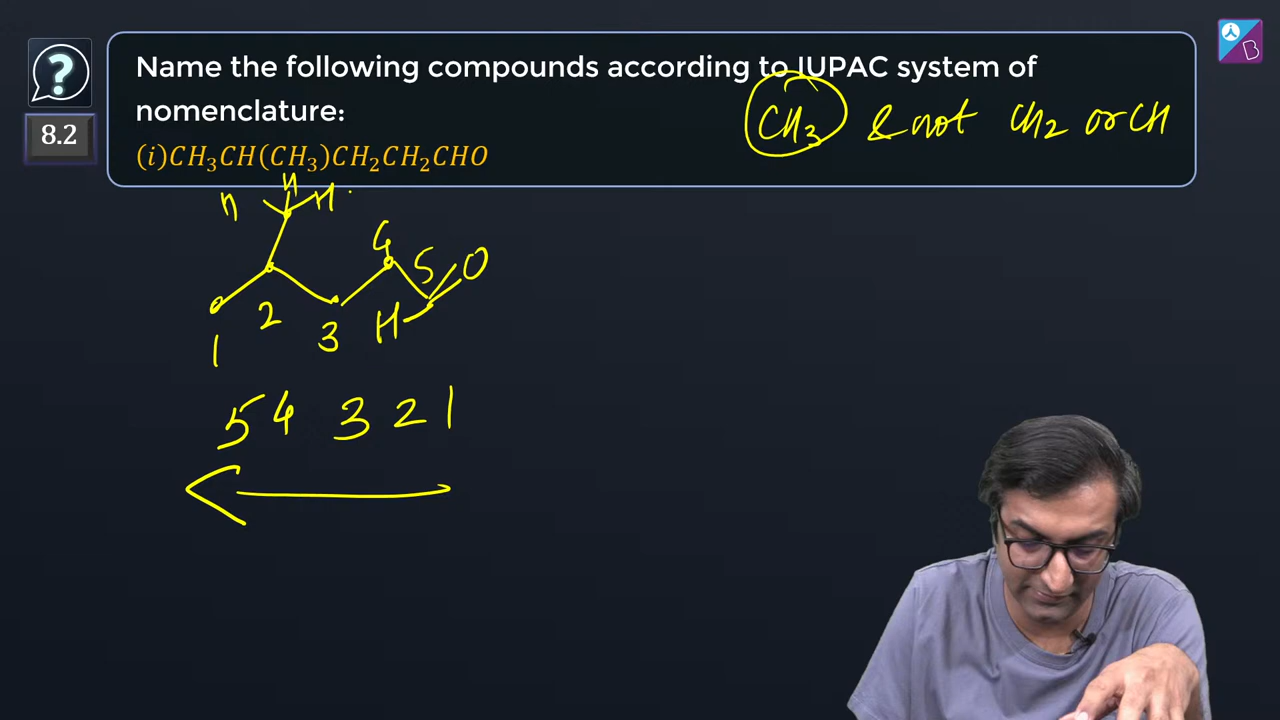 Name the following compounds according to IUPAC system of
nomenclature:
8.2
CH3 & not CH2 or CH
(i)CH₃CH(CH₃)CH₂CH₂CHO
H
H H
4
5 O
2
3 H
1
5 4 3 2 1
B